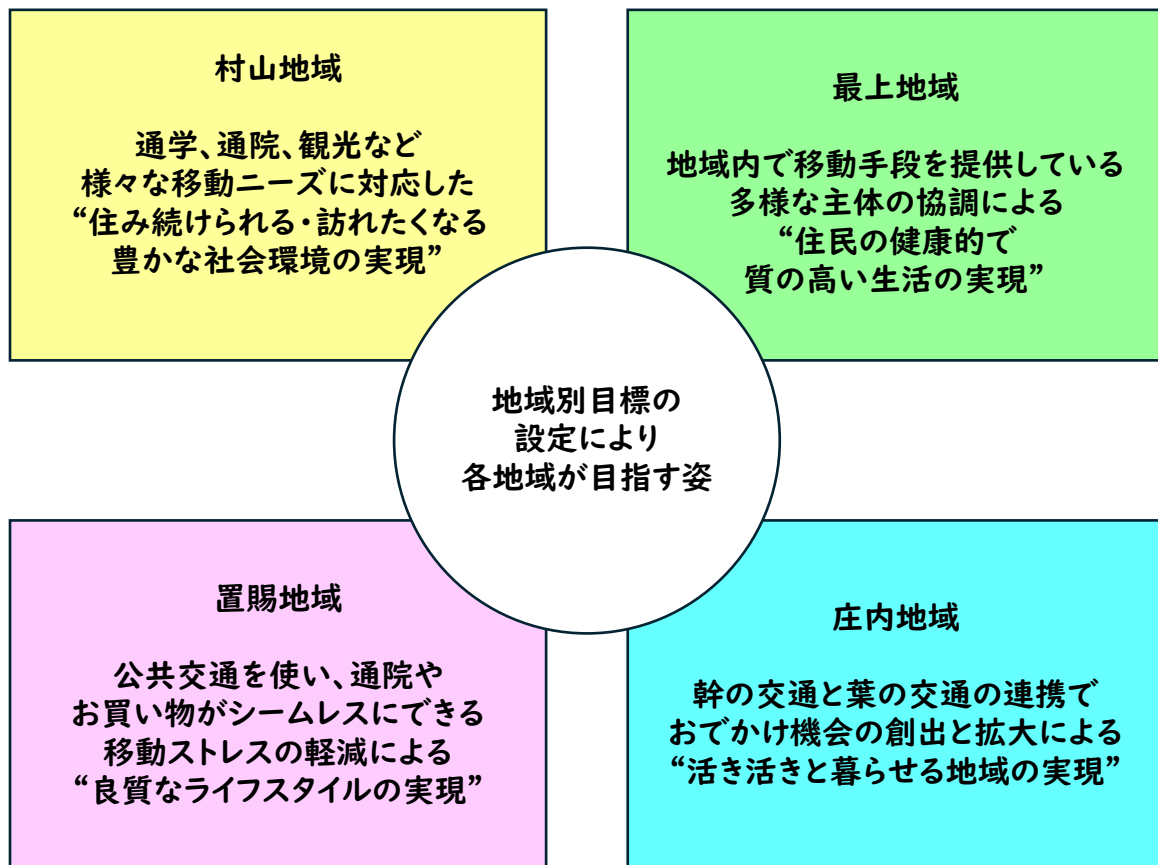 村山地域
通学、通院、観光など
様々な移動ニーズに対応した
“住み続けられる・訪れたくなる
豊かな社会環境の実現”
最上地域
地域内で移動手段を提供している
多様な主体の協調による
“住民の健康的で
質の高い生活の実現”
地域別目標の
設定により
各地域が目指す姿
置賜地域
公共交通を使い、通院や
お買い物がシームレスにできる
移動ストレスの軽減による
“良質なライフスタイルの実現”
庄内地域
幹の交通と葉の交通の連携で
おでかけ機会の創出と拡大による
“活き活きと暮らせる地域の実現”